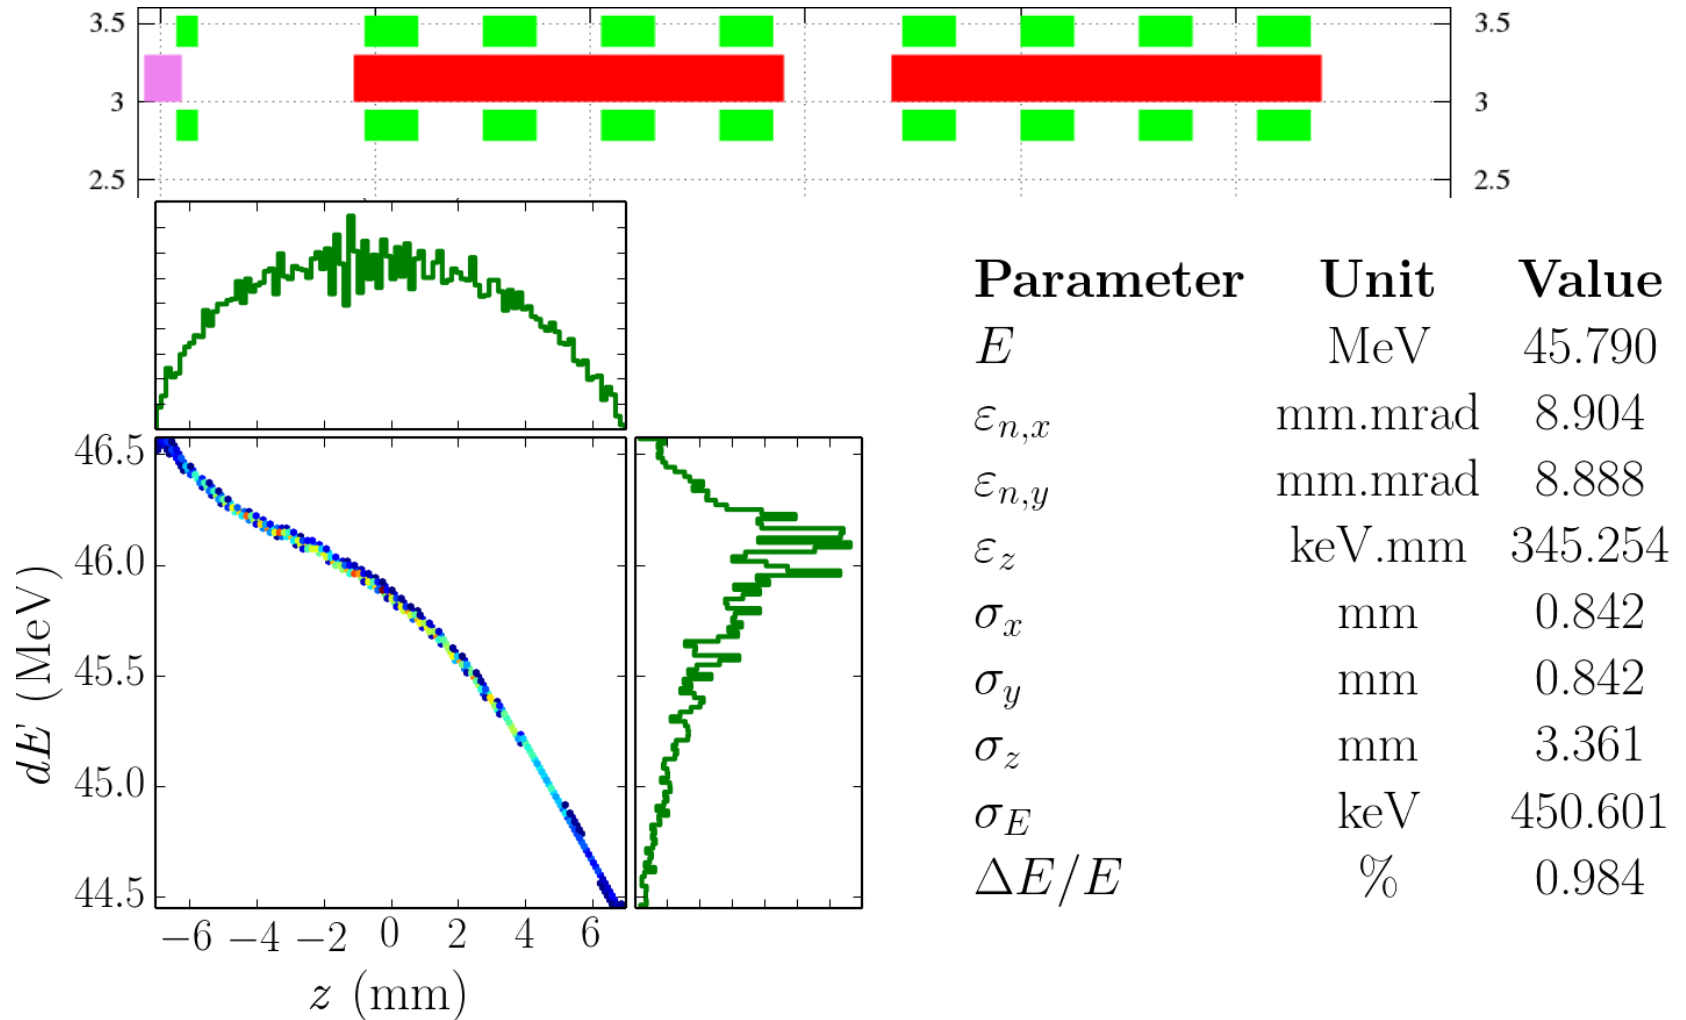 3.5 3.5
3 3
2.5 2.5
Parameter Unit Value
E MeV 45.790
εn,x mm.mrad 8.904
εn,y mm.mrad 8.888
εz keV.mm 345.254
σx mm 0.842
σy mm 0.842
σz mm 3.361
σE keV 450.601
ΔE/E % 0.984
46.5
46.0
45.5
45.0
44.5
dE (MeV)
−6 −4 −2 0 2 4 6
z (mm)